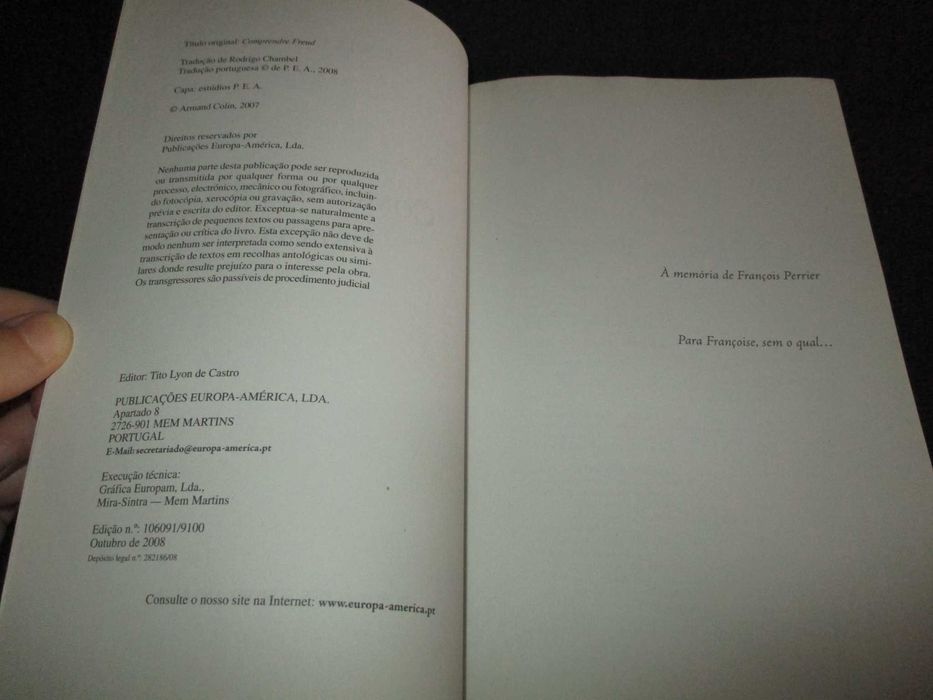 Título original: Comprendre Freud
Tradução de Rodrigo Chambel
Tradução portuguesa © de P. E. A., 2008
Capa: estúdios P. E. A.
© Armand Colin, 2007
Direitos reservados por
Publicações Europa-América, Lda.
Nenhuma parte desta publicação pode ser reproduzida
ou transmitida por qualquer forma ou por qualquer
processo, electrónico, mecânico ou fotográfico, incluin-
do fotocópia, xerocópia ou gravação, sem autorização
prévia e escrita do editor. Exceptua-se naturalmente a
transcrição de pequenos textos ou passagens para apre-
sentação ou crítica do livro. Esta excepção não deve de
modo nenhum ser interpretada como sendo extensiva à
transcrição de textos em recolhas antológicas ou simi-
lares donde resulte prejuízo para o interesse pela obra.
Os transgressores são passíveis de procedimento judicial
Editor: Tito Lyon de Castro
PUBLICAÇÕES EUROPA-AMÉRICA, LDA.
Apartado 8
2726-901 MEM MARTINS
PORTUGAL
E-Mail: secretariado@europa-america.pt
Execução técnica:
Gráfica Europam, Lda.,
Mira-Sintra — Mem Martins
Edição n.º: 106091/9100
Outubro de 2008
Depósito legal n.º: 282186/08
Consulte o nosso site na Internet: www.europa-america.pt
À memória de François Perrier
Para Françoise, sem o qual...